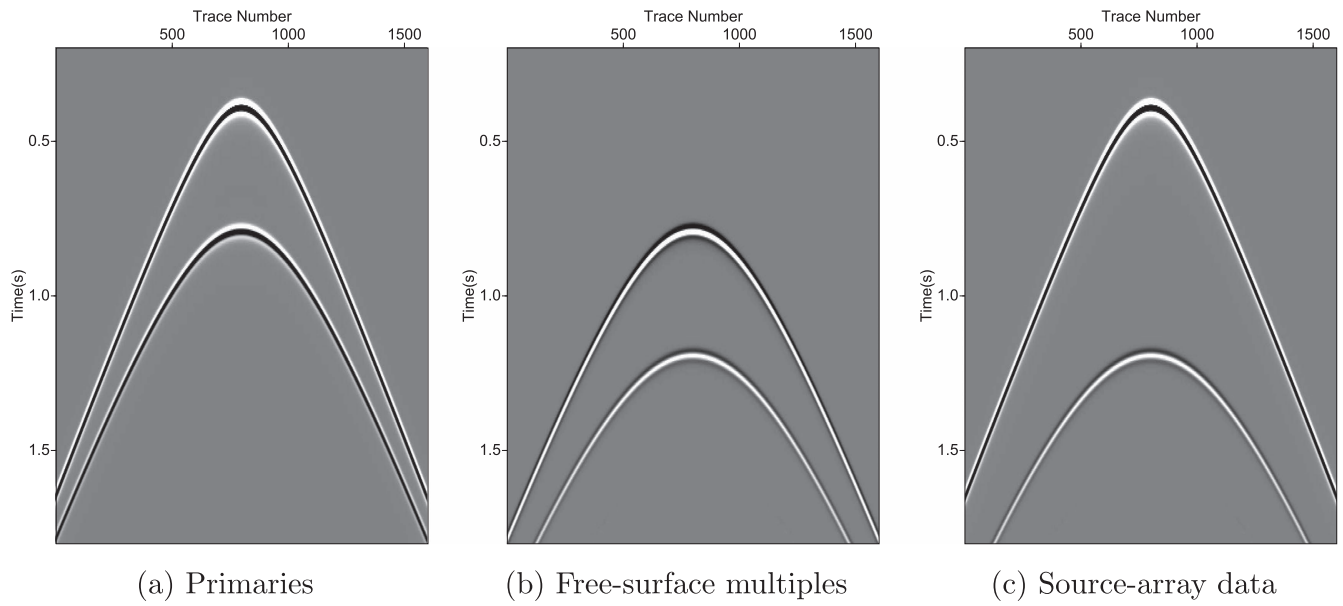 Trace Number
500 1000 1500
0.5
1.0
1.5
Time(s)
(a) Primaries
Trace Number
500 1000 1500
0.5
1.0
1.5
Time(s)
(b) Free-surface multiples
Trace Number
500 1000 1500
0.5
1.0
1.5
Time(s)
(c) Source-array data